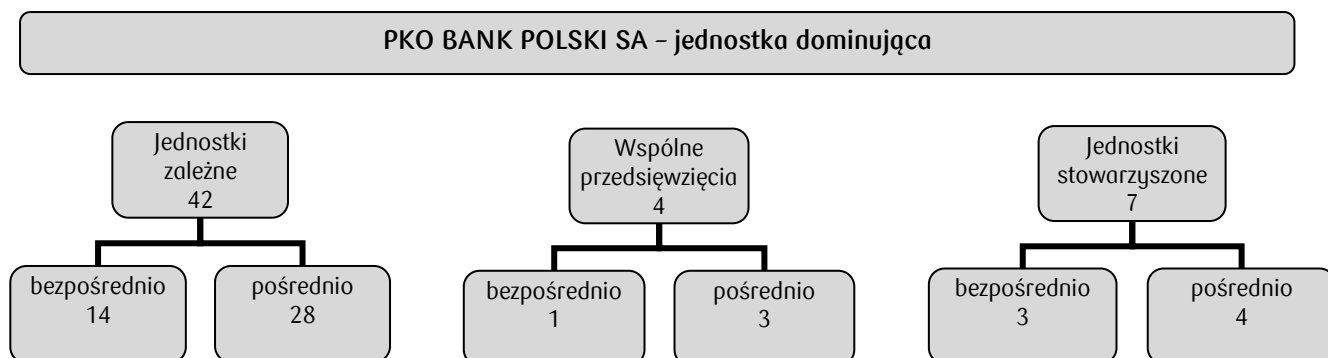 PKO BANK POLSKI SA – jednostka dominująca
Jednostki
zależne
42
bezpośrednio
14
pośrednio
28
Wspólne
przedsięwzięcia
4
bezpośrednio
1
pośrednio
3
Jednostki
stowarzyszone
7
bezpośrednio
3
pośrednio
4